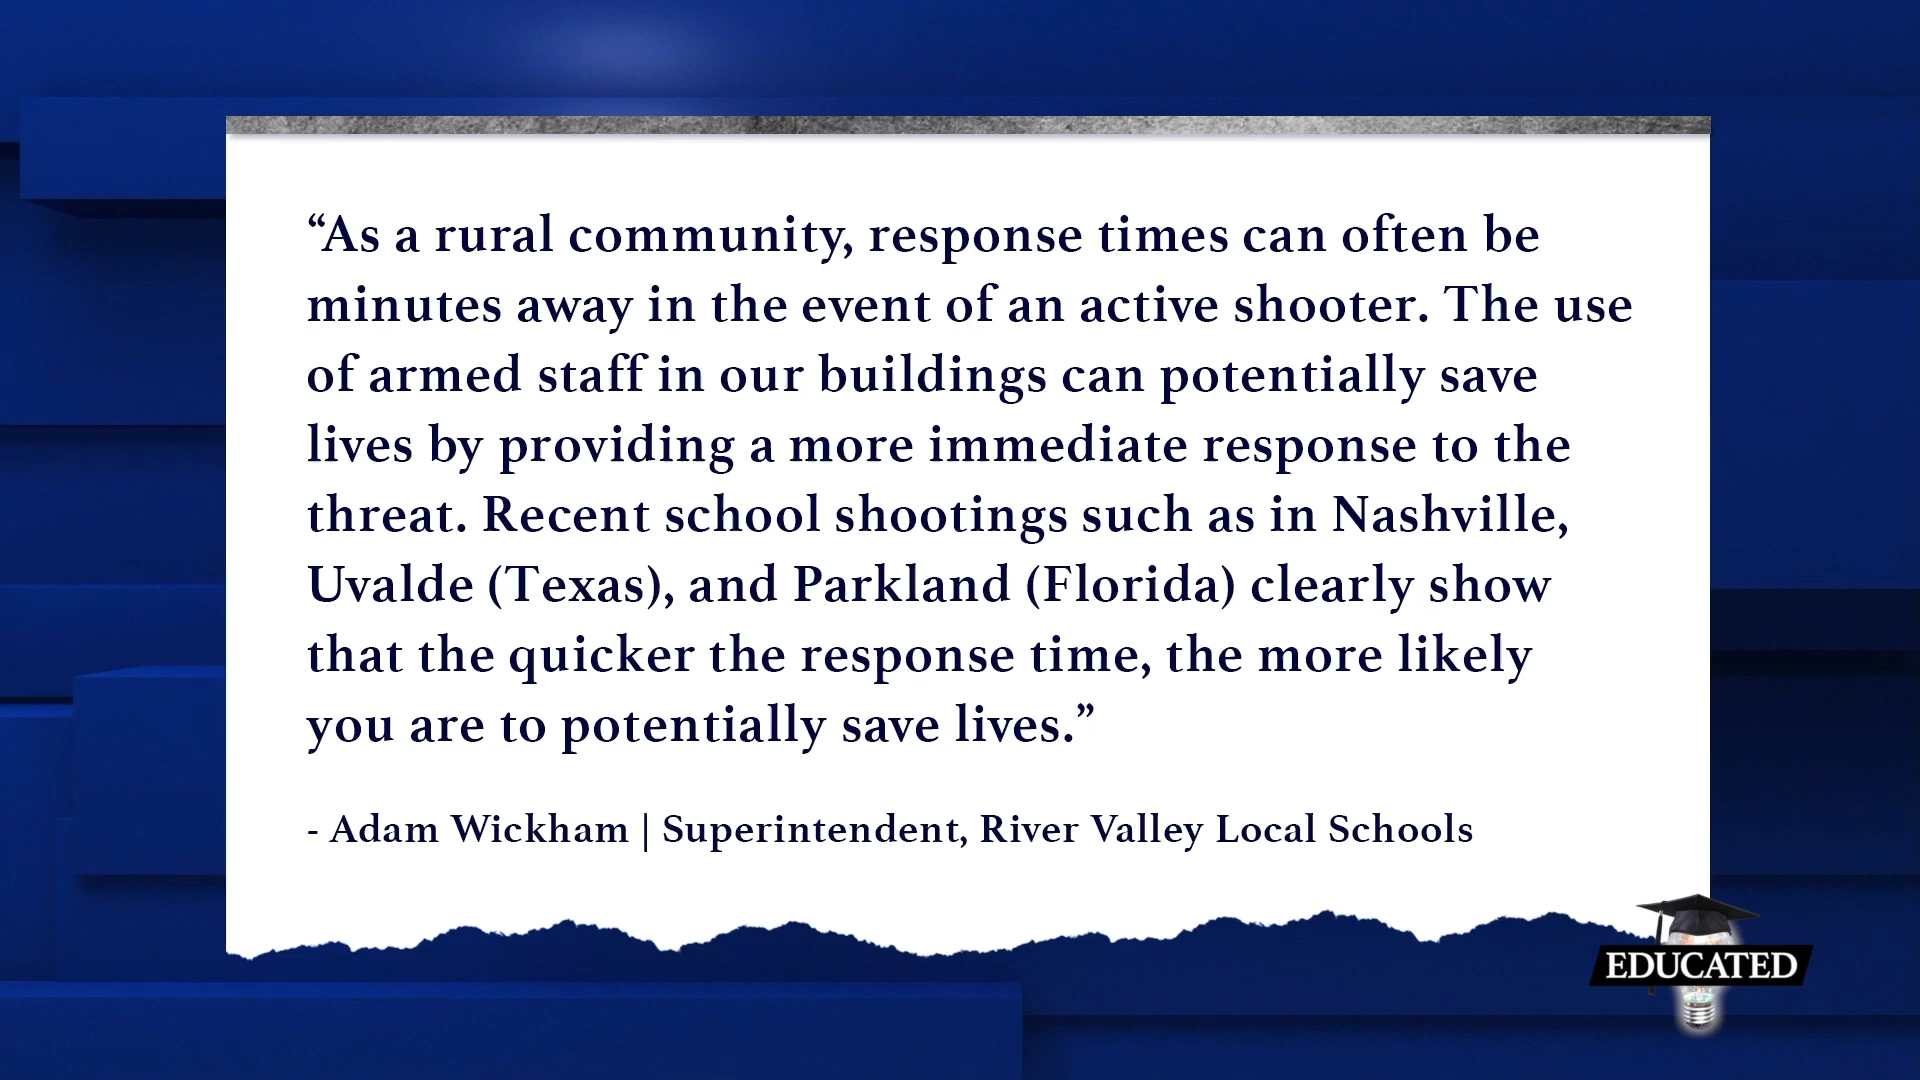 “As a rural community, response times can often be
minutes away in the event of an active shooter. The use
of armed staff in our buildings can potentially save
lives by providing a more immediate response to the
threat. Recent school shootings such as in Nashville,
Uvalde (Texas), and Parkland (Florida) clearly show
that the quicker the response time, the more likely
you are to potentially save lives.”
- Adam Wickham | Superintendent, River Valley Local Schools
EDUCATED